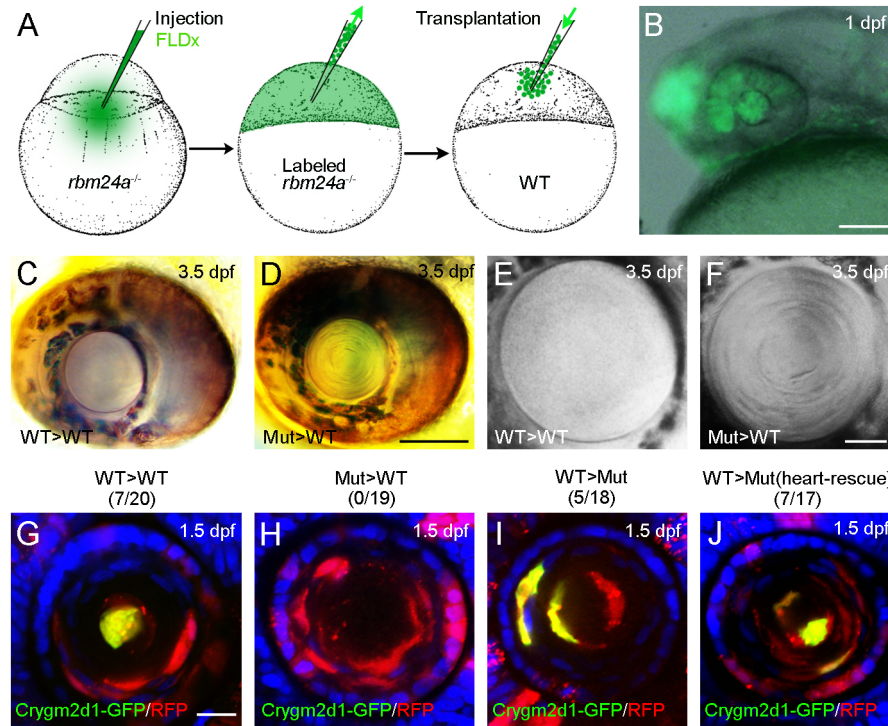 A
Injection
FLDx
Transplantation
rbm24a-/-
Labeled
rbm24a-/-
WT
B
1 dpf
C
3.5 dpf
WT>WT
D
3.5 dpf
Mut>WT
E
3.5 dpf
WT>WT
F
3.5 dpf
Mut>WT
WT>WT
(7/20)
Mut>WT
(0/19)
WT>Mut
(5/18)
WT>Mut(heart-rescue)
(7/17)
G
1.5 dpf
Crygm2d1-GFP/RFP
H
1.5 dpf
Crygm2d1-GFP/RFP
I
1.5 dpf
Crygm2d1-GFP/RFP
J
1.5 dpf
Crygm2d1-GFP/RFP